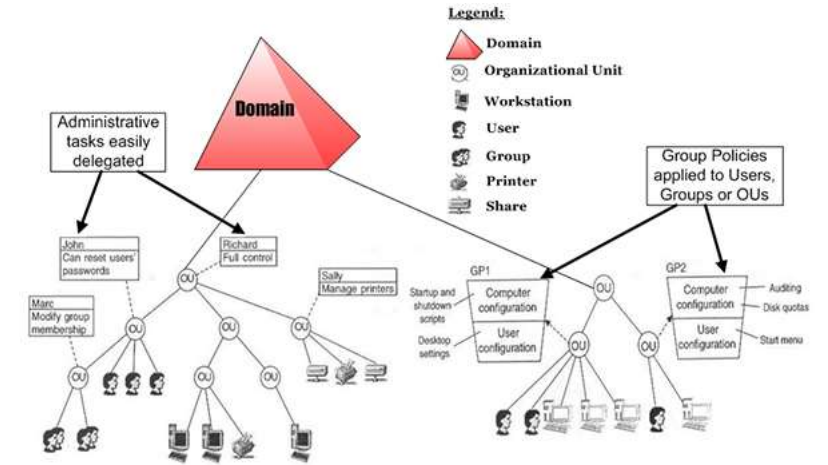 Legend:
Domain
Organizational Unit
Workstation
User
Group
Printer
Share
Domain
Administrative
tasks easily
delegated
Group Policies
applied to Users,
Groups or OUs
John
Can reset users'
passwords
Richard
Full control
Sally
Manage printers
Marc
Modify group
membership
OU
OU
OU
OU
OU
OU
OU
OU
OU
OU
OU
GP1
Computer
configuration
User
configuration
Startup and
shutdown
scripts
Desktop
settings
GP2
Computer
configuration
User
configuration
Auditing
Disk quotas
Start menu